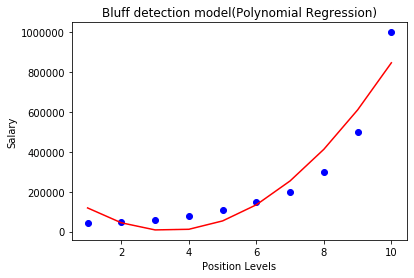 Bluff detection model(Polynomial Regression)
1000000
800000
600000
400000
200000
0
Salary
2 4 6 8 10
Position Levels